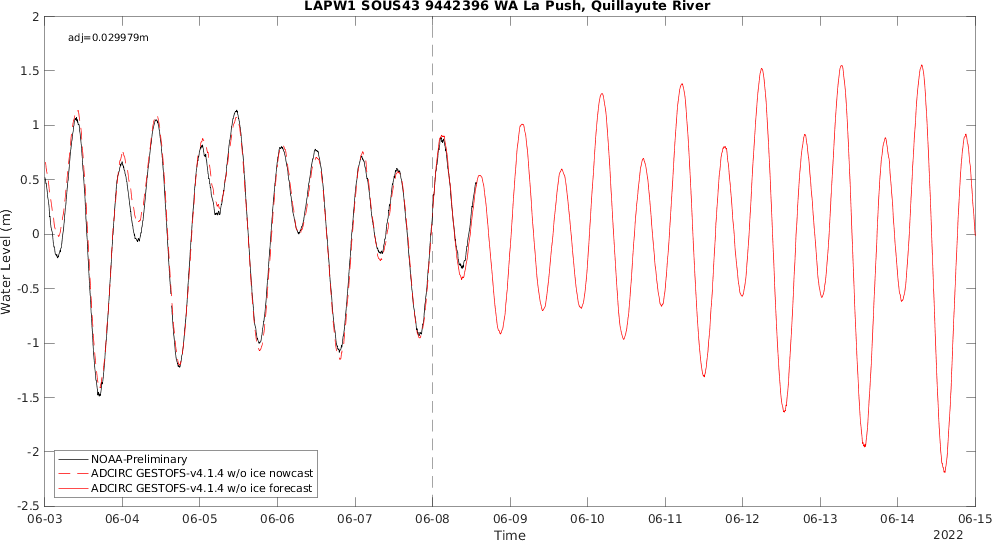 LAPW1 SOUS43 9442396 WA La Push, Quillayute River
adj=0.029979m
2
1.5
1
0.5
0
-0.5
-1
-1.5
-2
-2.5
Water Level (m)
NOAA-Preliminary
ADCIRC GESTOFS-v4.1.4 w/o ice nowcast
ADCIRC GESTOFS-v4.1.4 w/o ice forecast
06-03 06-04 06-05 06-06 06-07 06-08 06-09 06-10 06-11 06-12 06-13 06-14 06-15
Time
2022